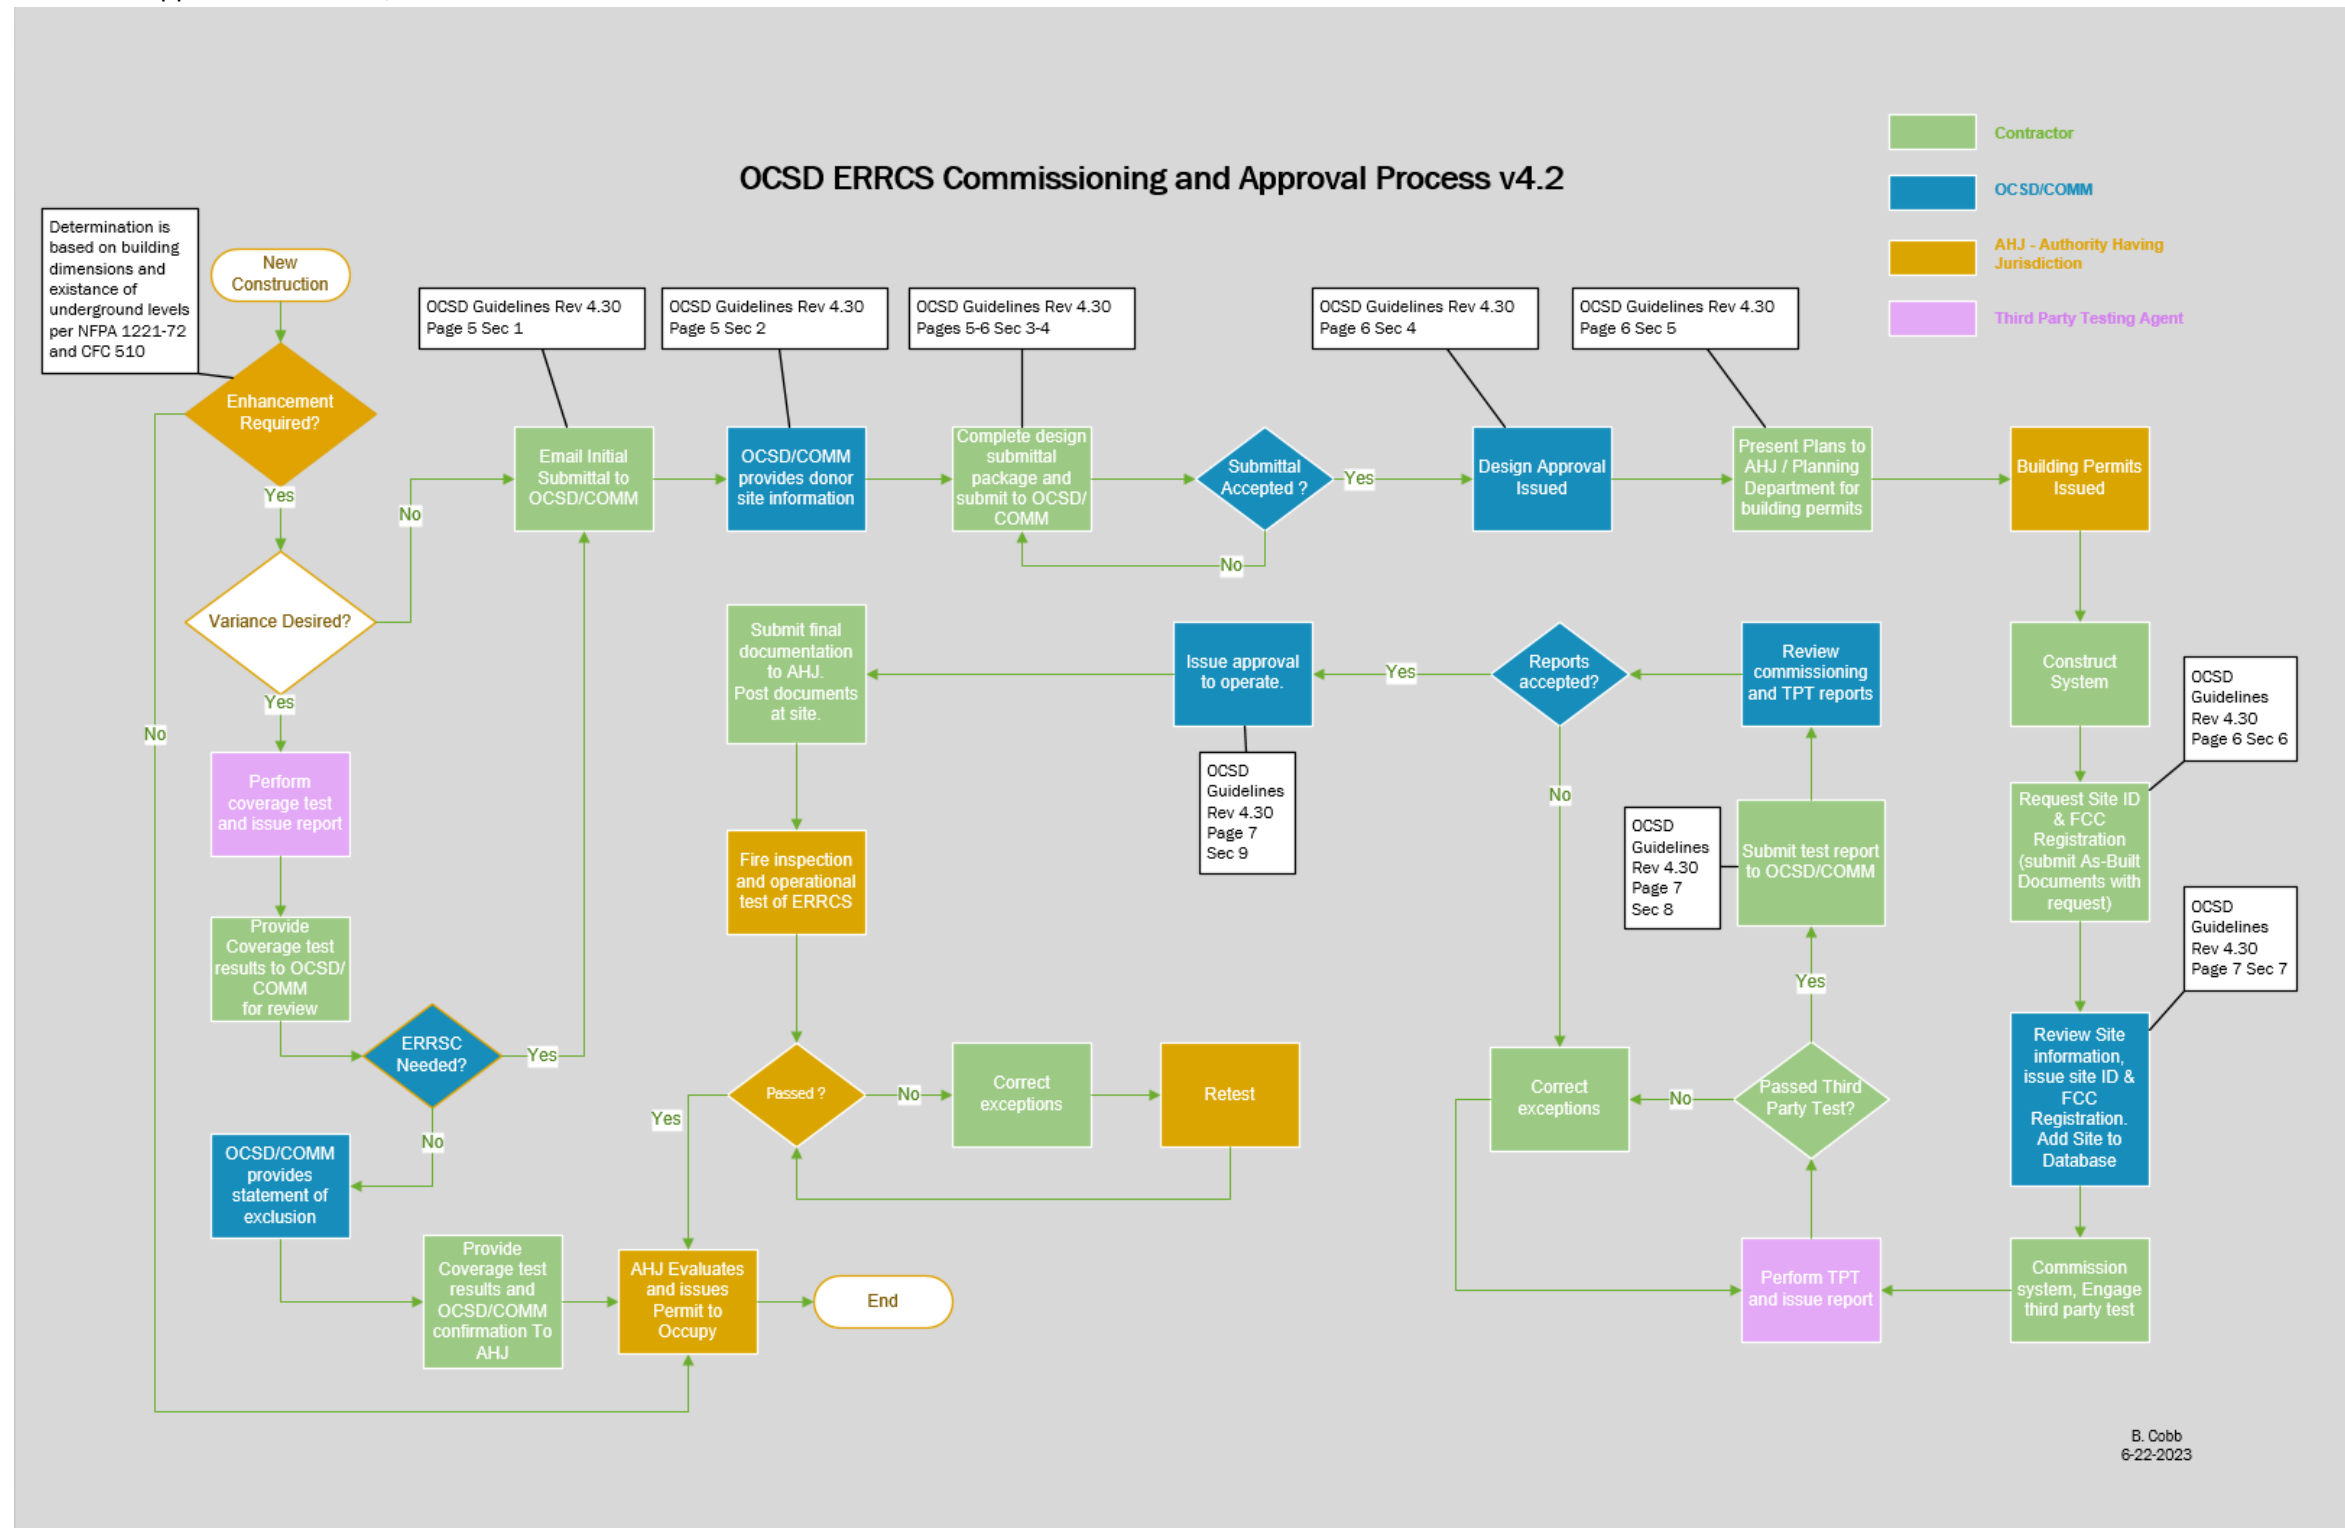 OCSD ERRCS Commissioning and Approval Process v4.2
Contractor
OCSD/COMM
AHJ - Authority Having
Jurisdiction
Third Party Testing Agent
Determination is
based on building
dimensions and
existance of
underground levels
per NFPA 1221-72
and CFC 510
New
Construction
Enhancement
Required?
Yes
No
Variance Desired?
No
Yes
Perform
coverage test
and issue report
Provide
Coverage test
results to OCSD/
COMM
for review
ERRSC
Needed?
Yes
No
OCSD/COMM
provides
statement of
exclusion
Provide
Coverage test
results and
OCSD/COMM
confirmation To
AHJ
AHJ Evaluates
and issues
Permit to
Occupy
End
OCSD Guidelines Rev 4.30
Page 5 Sec 1
Email Initial
Submittal to
OCSD/COMM
OCSD Guidelines Rev 4.30
Page 5 Sec 2
OCSD/COMM
provides donor
site information
OCSD Guidelines Rev 4.30
Pages 5-6 Sec 3-4
Complete design
submittal
package and
submit to OCSD/
COMM
Submittal
Accepted ?
No
Yes
OCSD Guidelines Rev 4.30
Page 6 Sec 4
Design Approval
Issued
OCSD Guidelines Rev 4.30
Page 6 Sec 5
Present Plans to
AHJ / Planning
Department for
building permits
Building Permits
Issued
Construct
System
OCSD
Guidelines
Rev 4.30
Page 6 Sec 6
Request Site ID
& FCC
Registration
(submit As-Built
Documents with
request)
OCSD
Guidelines
Rev 4.30
Page 7 Sec 7
Review Site
information,
issue site ID &
FCC
Registration.
Add Site to
Database
Commission
system, Engage
third party test
Perform TPT
and issue report
Passed Third
Party Test?
No
Yes
Correct
exceptions
OCSD
Guidelines
Rev 4.30
Page 7
Sec 8
Submit test report
to OCSD/COMM
Review
commissioning
and TPT reports
Reports
accepted?
No
Yes
Issue approval
to operate.
OCSD
Guidelines
Rev 4.30
Page 7
Sec 9
Submit final
documentation
to AHJ.
Post documents
at site.
Fire inspection
and operational
test of ERRCS
Passed ?
Yes
No
Correct
exceptions
Retest
B. Cobb
6-22-2023